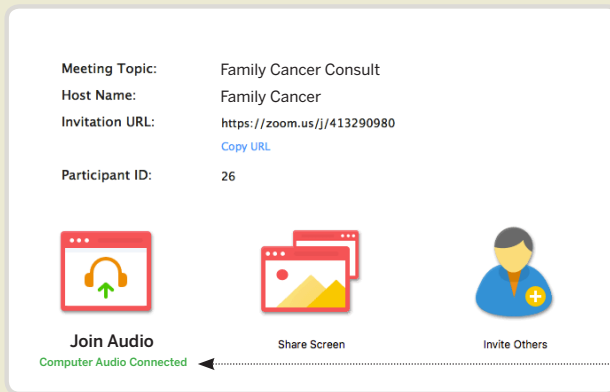 Meeting Topic: Family Cancer Consult
Host Name: Family Cancer
Invitation URL: https://zoom.us/j/413290980
Copy URL
Participant ID: 26
Join Audio
Computer Audio Connected
Share Screen
Invite Others